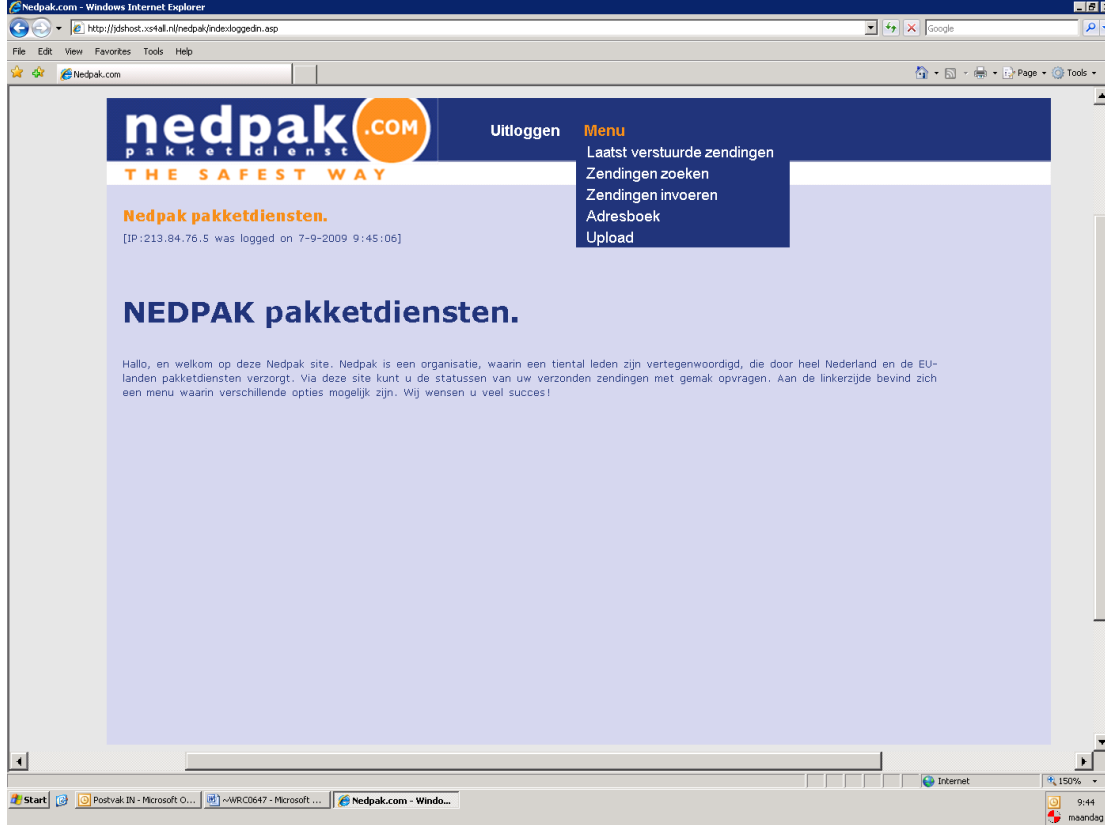 Nedpak.com - Windows Internet Explorer
http://jdshost.xs4all.nl/nedpak/indexloggedin.asp
Google
File Edit View Favorites Tools Help
Nedpak.com
Page Tools
nedpak .COM
pakketdienst
THE SAFEST WAY
Uitloggen Menu
Laatst verstuurde zendingen
Zendingen zoeken
Zendingen invoeren
Adresboek
Upload
Nedpak pakketdiensten.
[IP:213.84.76.5 was logged on 7-9-2009 9:45:06]
NEDPAK pakketdiensten.
Hallo, en welkom op deze Nedpak site. Nedpak is een organisatie, waarin een tiental leden zijn vertegenwoordigd, die door heel Nederland en de EU-
landen pakketdiensten verzorgt. Via deze site kunt u de statussen van uw verzonden zendingen met gemak opvragen. Aan de linkerzijde bevind zich
een menu waarin verschillende opties mogelijk zijn. Wij wensen u veel succes!
Internet 150%
Start Postvak IN - Microsoft O... ~WRC0647 - Microsoft ... Nedpak.com - Windo... 9:44
maandag